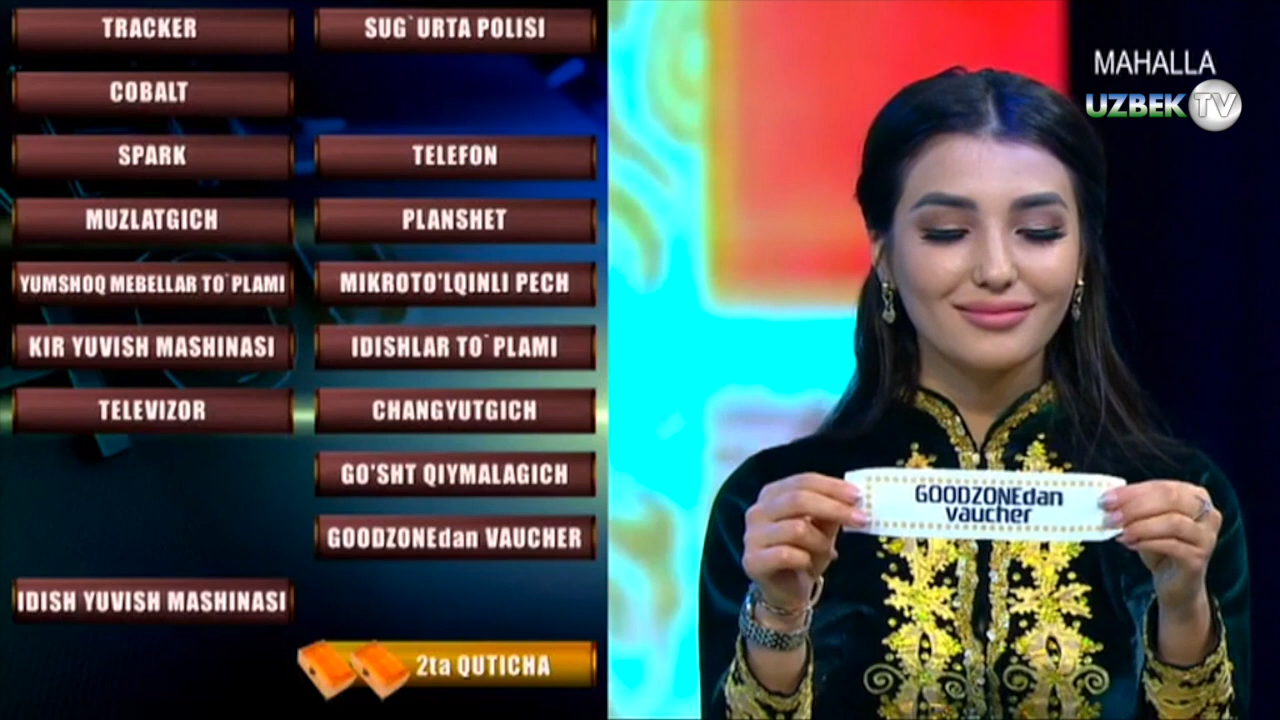 TRACKER
SUG`URTA POLISI
COBALT
SPARK
TELEFON
MUZLATGICH
PLANSHET
YUMSHOQ MEBELLAR TO`PLAMI
MIKROTO'LQINLI PECH
KIR YUVISH MASHINASI
IDISHLAR TO`PLAMI
TELEVIZOR
CHANGYUTGICH
GO'SHT QIYMALAGICH
GOODZONEdan VAUCHER
IDISH YUVISH MASHINASI
2ta QUTICHA
MAHALLA
UZBEK TV
GOODZONEdan
vaucher